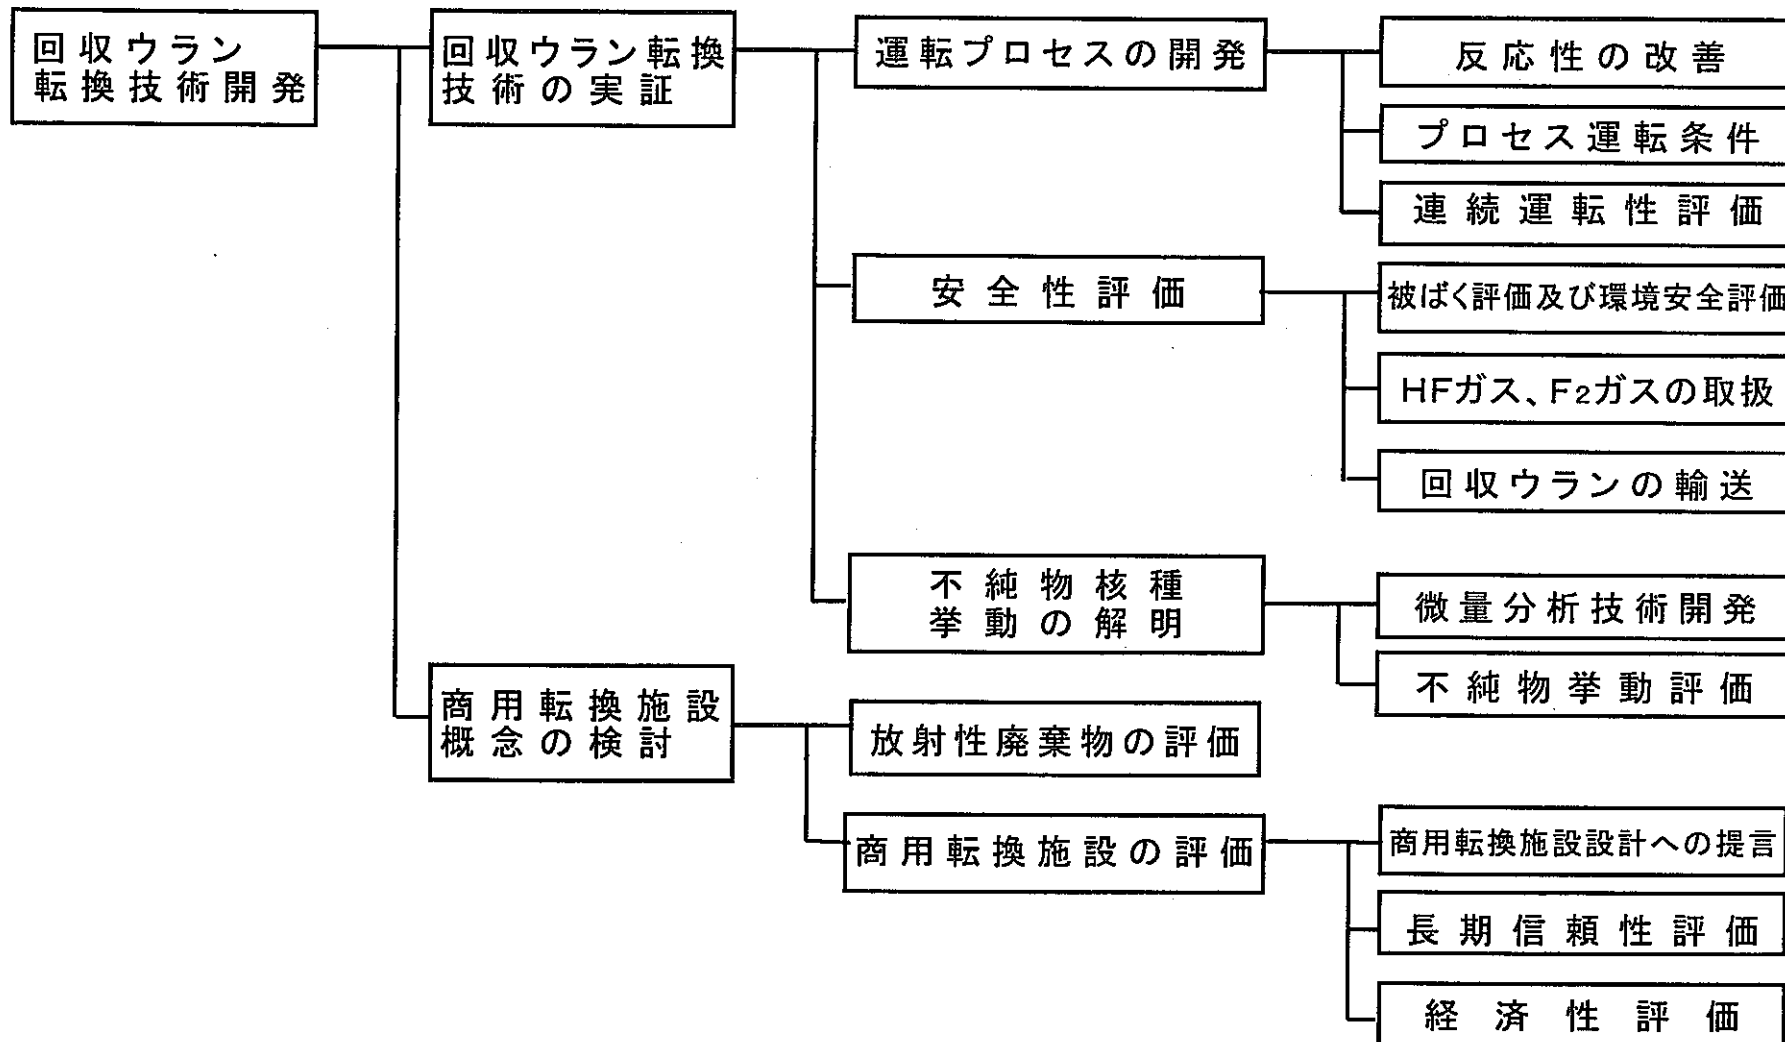 回収ウラン
転換技術開発
回収ウラン転換
技術の実証
運転プロセスの開発
反応性の改善
プロセス運転条件
連続運転性評価
安全性評価
被ばく評価及び環境安全評価
HFガス、F2ガスの取扱
回収ウランの輸送
不純物核種
挙動の解明
微量分析技術開発
不純物挙動評価
商用転換施設
概念の検討
放射性廃棄物の評価
商用転換施設の評価
商用転換施設設計への提言
長期信頼性評価
経済性評価